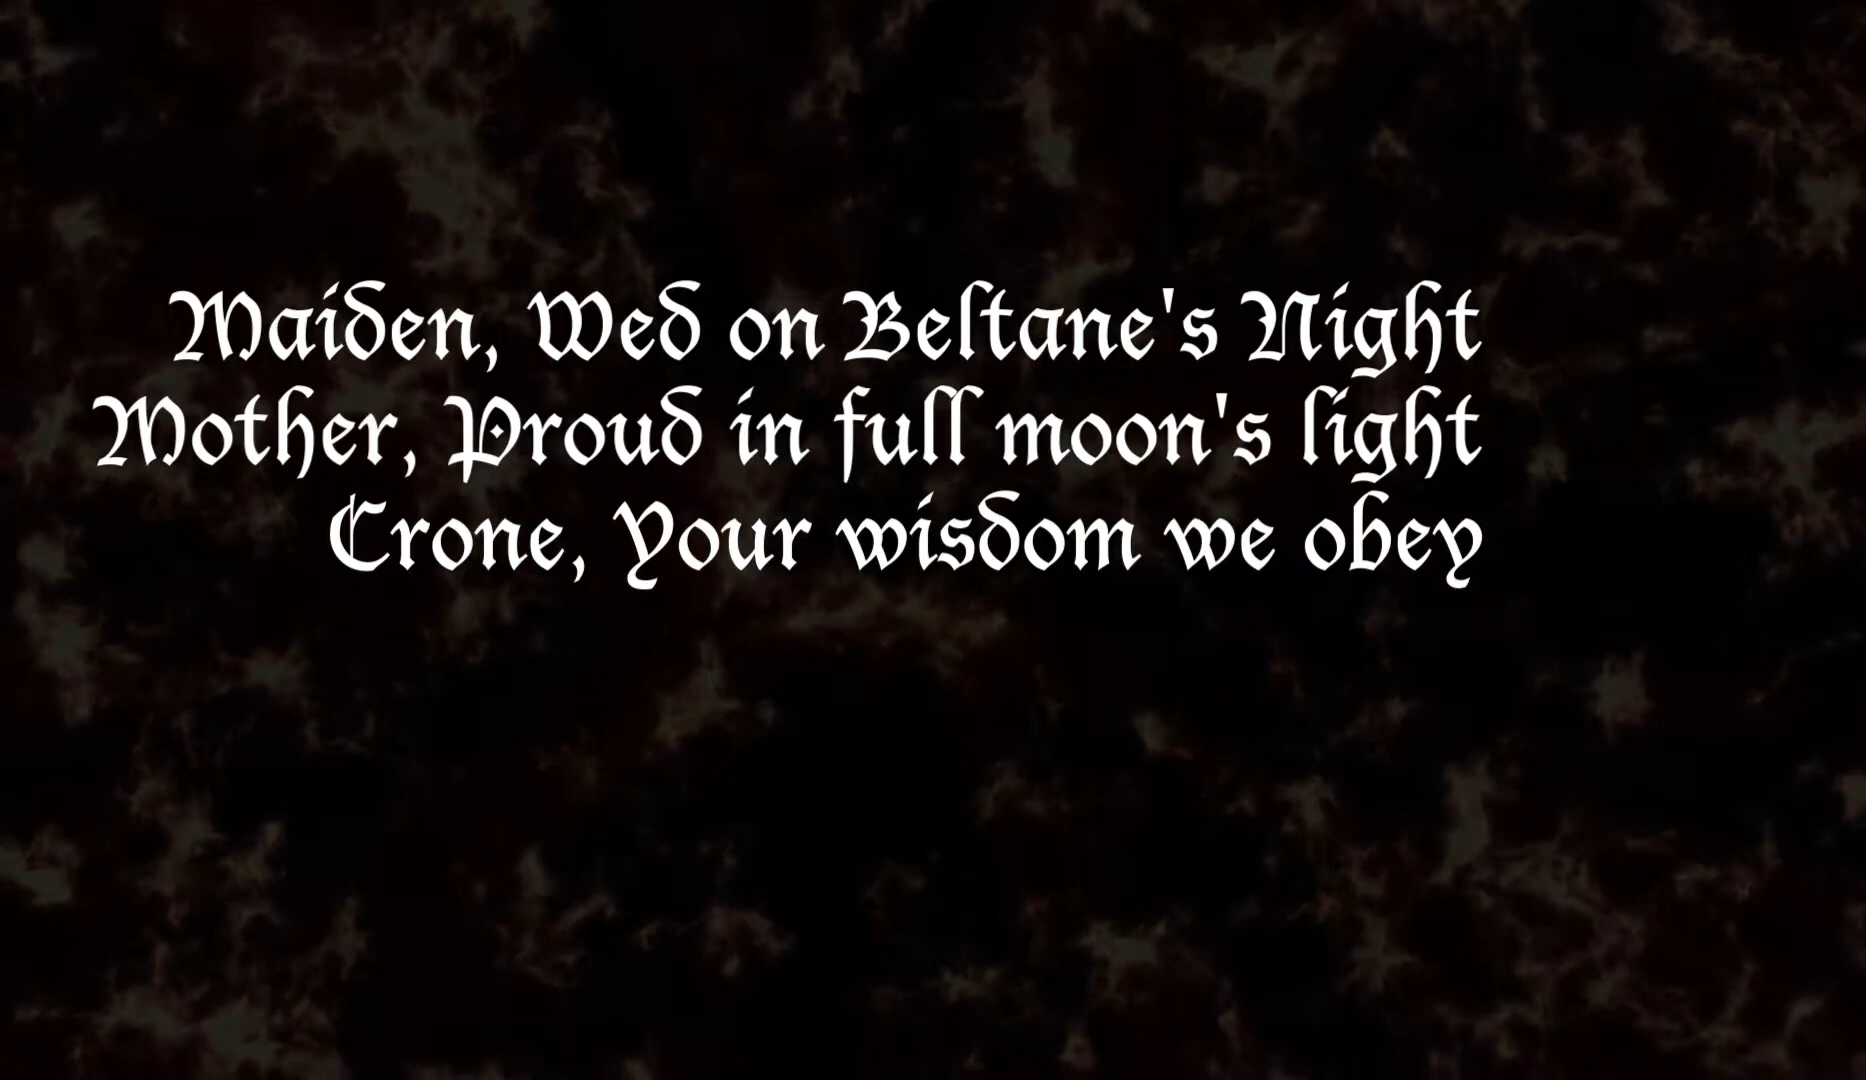 Maiden, Wed on Beltane's Night
Mother, Proud in full moon's light
Crone, Your wisdom we obey